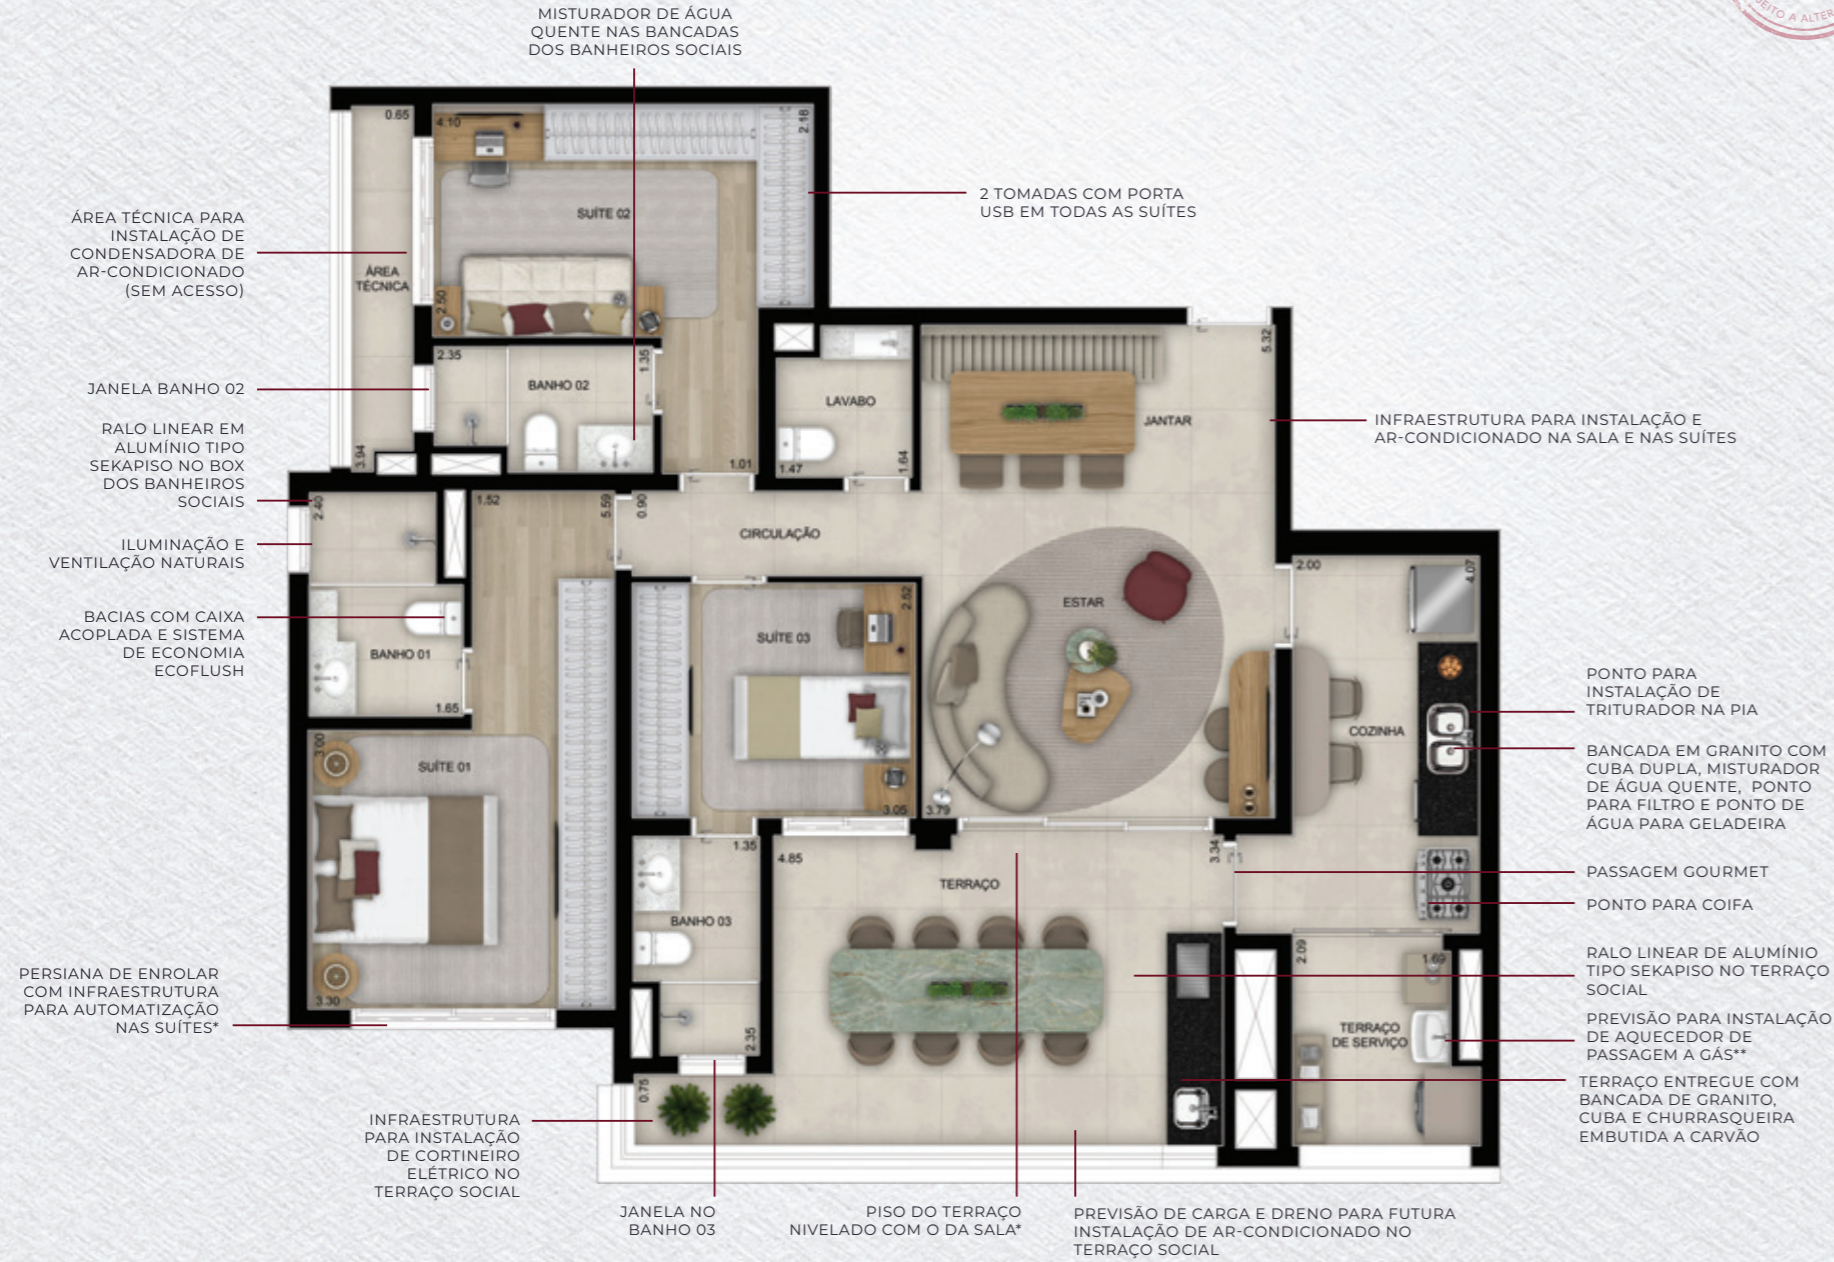 MISTURADOR DE ÁGUA
QUENTE NAS BANCADAS
DOS BANHEIROS SOCIAIS
EITO A ALTER
2 TOMADAS COM PORTA
USB EM TODAS AS SUÍTES
ÁREA TÉCNICA PARA
INSTALAÇÃO DE
CONDENSADORA DE
AR-CONDICIONADO
(SEM ACESSO)
JANELA BANHO 02
RALO LINEAR EM
ALUMÍNIO TIPO
SEKAPISO NO BOX
DOS BANHEIROS
SOCIAIS
ILUMINAÇÃO E
VENTILAÇÃO NATURAIS
BACIAS COM CAIXA
ACOPLADA E SISTEMA
DE ECONOMIA
ECOFLUSH
PERSIANA DE ENROLAR
COM INFRAESTRUTURA
PARA AUTOMATIZAÇÃO
NAS SUÍTES*
INFRAESTRUTURA
PARA INSTALAÇÃO
DE CORTINEIRO
ELÉTRICO NO
TERRAÇO SOCIAL
0.65
4.10
2.18
SUÍTE 02
ÁREA
TÉCNICA
2.50
2.35
1.35
BANHO 02
3.94
1.01
LAVABO
1.47
1.64
5.32
JANTAR
2.40
1.52
5.59
0.90
CIRCULAÇÃO
BANHO 01
1.65
SUÍTE 03
2.52
3.05
ESTAR
3.79
2.00
4.07
COZINHA
3.00
SUÍTE 01
3.30
1.35
BANHO 03
2.35
0.75
4.85
3.34
TERRAÇO
2.09
1.69
TERRAÇO
DE SERVIÇO
INFRAESTRUTURA PARA INSTALAÇÃO E
AR-CONDICIONADO NA SALA E NAS SUÍTES
PONTO PARA
INSTALAÇÃO DE
TRITURADOR NA PIA
BANCADA EM GRANITO COM
CUBA DUPLA, MISTURADOR
DE ÁGUA QUENTE, PONTO
PARA FILTRO E PONTO DE
ÁGUA PARA GELADEIRA
PASSAGEM GOURMET
PONTO PARA COIFA
RALO LINEAR DE ALUMÍNIO
TIPO SEKAPISO NO TERRAÇO
SOCIAL
PREVISÃO PARA INSTALAÇÃO
DE AQUECEDOR DE
PASSAGEM A GÁS**
TERRAÇO ENTREGUE COM
BANCADA DE GRANITO,
CUBA E CHURRASQUEIRA
EMBUTIDA A CARVÃO
JANELA NO
BANHO 03
PISO DO TERRAÇO
NIVELADO COM O DA SALA*
PREVISÃO DE CARGA E DRENO PARA FUTURA
INSTALAÇÃO DE AR-CONDICIONADO NO
TERRAÇO SOCIAL